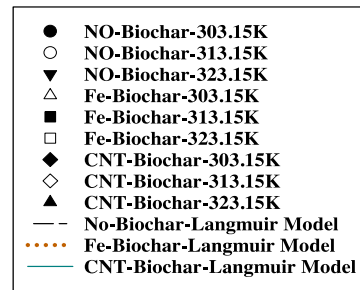 NO-Biochar-303.15K
NO-Biochar-313.15K
NO-Biochar-323.15K
Fe-Biochar-303.15K
Fe-Biochar-313.15K
Fe-Biochar-323.15K
CNT-Biochar-303.15K
CNT-Biochar-313.15K
CNT-Biochar-323.15K
No-Biochar-Langmuir Model
Fe-Biochar-Langmuir Model
CNT-Biochar-Langmuir Model